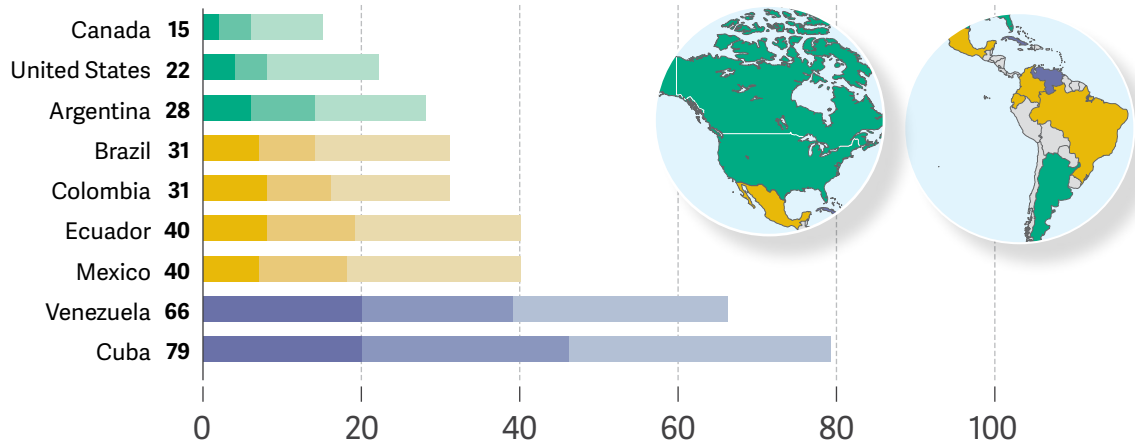 Canada 15
United States 22
Argentina 28
Brazil 31
Colombia 31
Ecuador 40
Mexico 40
Venezuela 66
Cuba 79
0 20 40 60 80 100